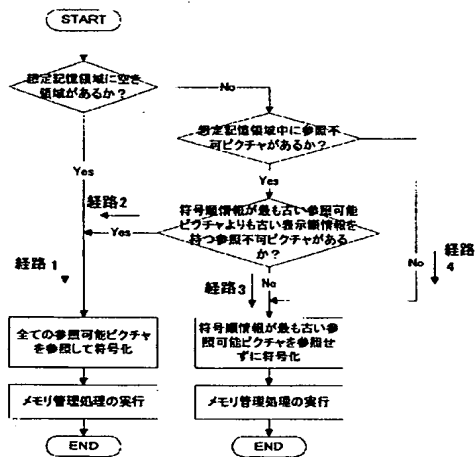 START
想定記憶領域に空き
領域があるか？
No
想定記憶領域中に参照不
可ピクチャがあるか？
Yes
Yes
経路2
符号順情報が最も古い参照可能
ピクチャよりも古い表示順情報を
持つ参照不可ピクチャがある
か？
Yes
No
経路
4
経路1
経路3
No
全ての参照可能ピクチャ
を参照して符号化
符号順情報が最も古い参
照可能ピクチャを参照せ
ずに符号化
メモリ管理処理の実行
メモリ管理処理の実行
END
END